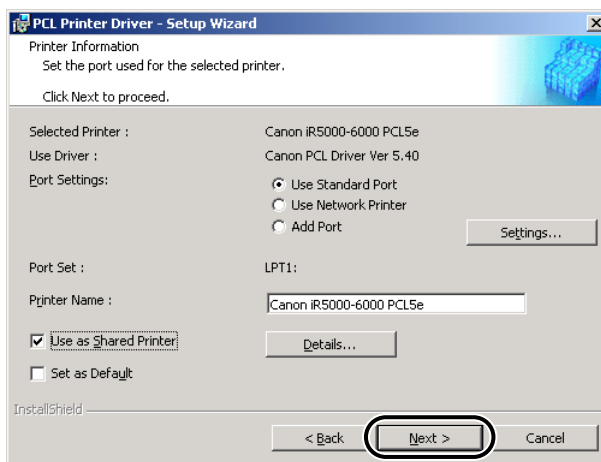 PCL Printer Driver - Setup Wizard
Printer Information
Set the port used for the selected printer.
Click Next to proceed.
Selected Printer : Canon iR5000-6000 PCL5e
Use Driver : Canon PCL Driver Ver 5.40
Port Settings: Use Standard Port
Use Network Printer
Add Port
Settings...
Port Set : LPT1:
Printer Name : Canon iR5000-6000 PCL5e
Use as Shared Printer Details...
Set as Default
InstallShield
< Back Next > Cancel